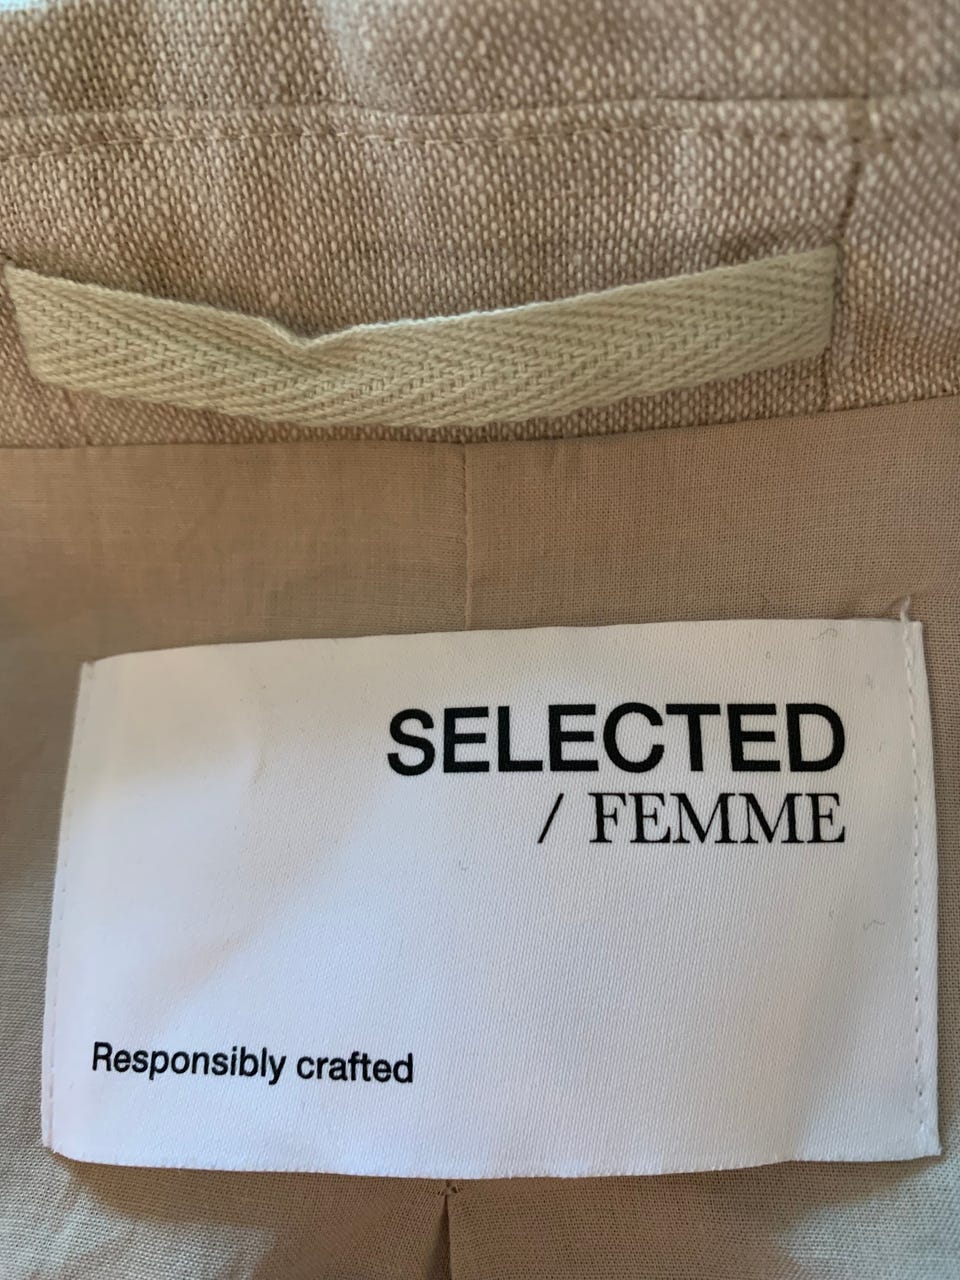 SELECTED
/ FEMME
Responsibly crafted